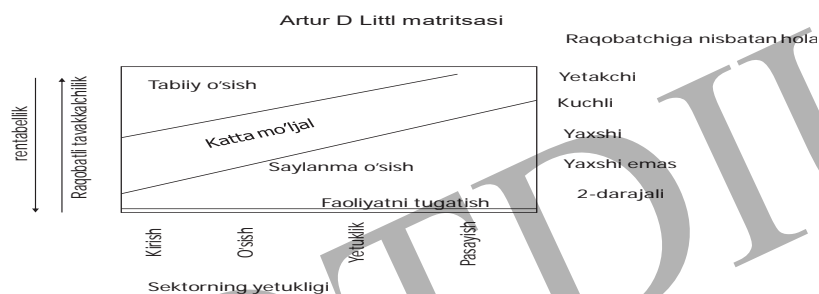 Artur D Littl matritsasi
Raqobatchiga nisbatan hola
Tabiiy o'sish
Katta mo'ljal
Saylanma o'sish
Faoliyatni tugatish
Yetakchi
Kuchli
Yaxshi
Yaxshi emas
2-darajali
rentabellik
Raqobatli tavakkalchilik
Kirish
O'sish
Yetuklik
Pasayish
Sektorning yetukligi
TDIU